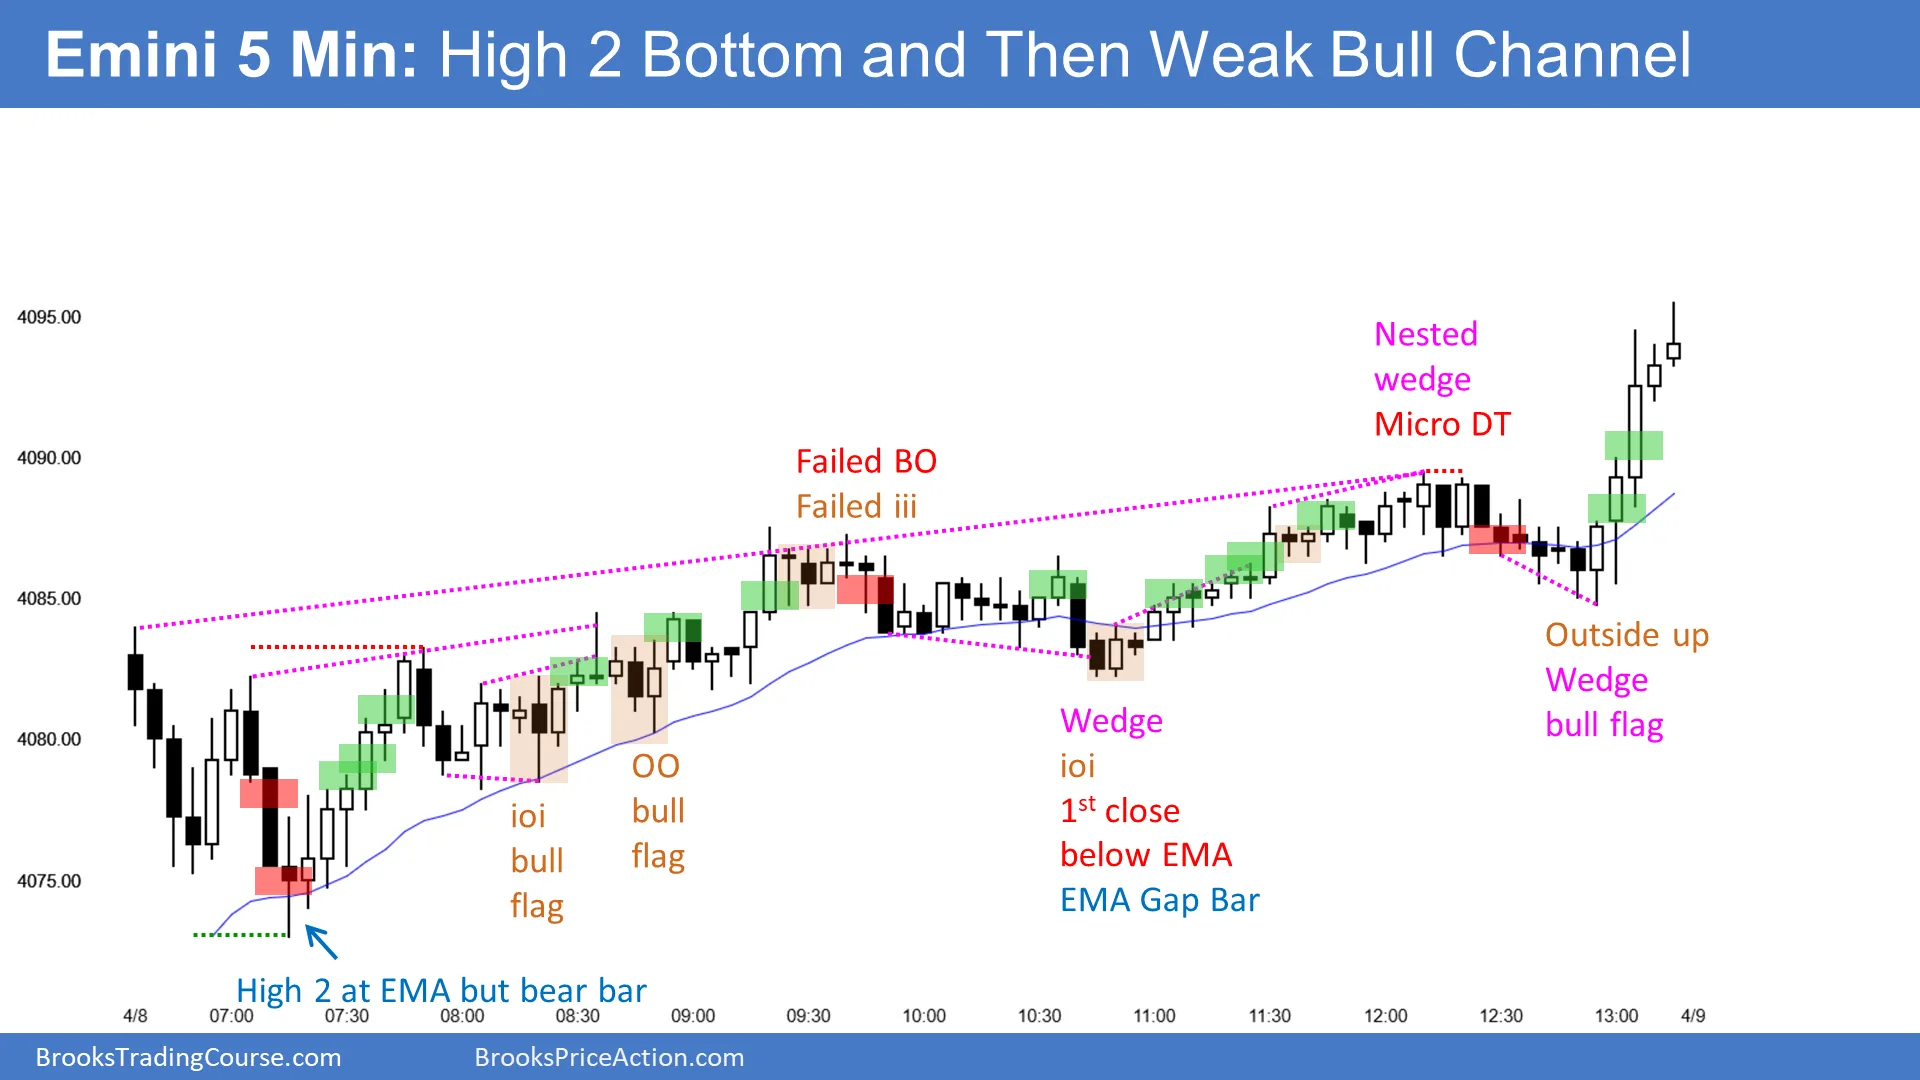 Emini 5 Min: High 2 Bottom and Then Weak Bull Channel
4095.00
4090.00
4085.00
4080.00
4075.00
Nested
wedge
Micro DT
Failed BO
Failed iii
Outside up
Wedge
bull flag
Wedge
ioi
1st close
below EMA
EMA Gap Bar
OO
bull
flag
ioi
bull
flag
High 2 at EMA but bear bar
4/8 07:00 07:30 08:00 08:30 09:00 09:30 10:00 10:30 11:00 11:30 12:00 12:30 13:00 4/9
BrooksTradingCourse.com BrooksPriceAction.com